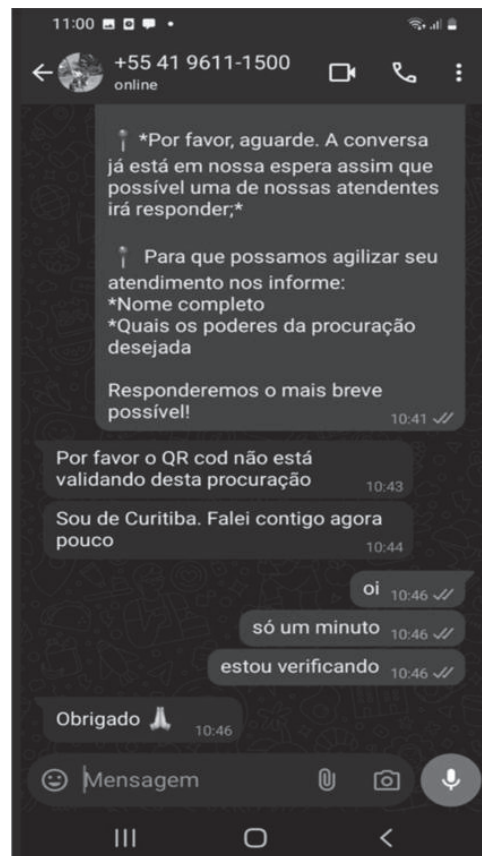 11:00
+55 41 9611-1500
online
*Por favor, aguarde. A conversa
já está em nossa espera assim que
possível uma de nossas atendentes
irá responder;*
Para que possamos agilizar seu
atendimento nos informe:
*Nome completo
*Quais os poderes da procuração
desejada
Responderemos o mais breve
possível!
10:41
Por favor o QR cod não está
validando desta procuração
10:43
Sou de Curitiba. Falei contigo agora
pouco
10:44
oi 10:46
só um minuto 10:46
estou verificando 10:46
Obrigado 🙏 10:46
Mensagem